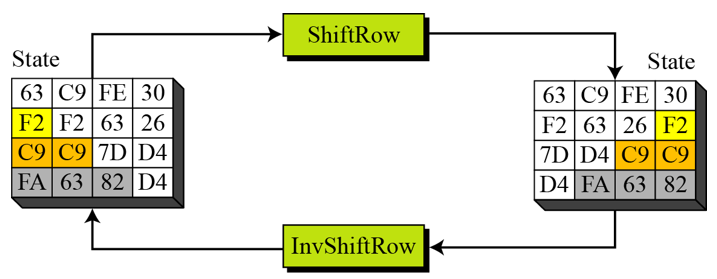 ShiftRow
State
State
63 C9 FE 30
F2 F2 63 26
C9 C9 7D D4
FA 63 82 D4
63 C9 FE 30
F2 63 26 F2
7D D4 C9 C9
D4 FA 63 82
InvShiftRow